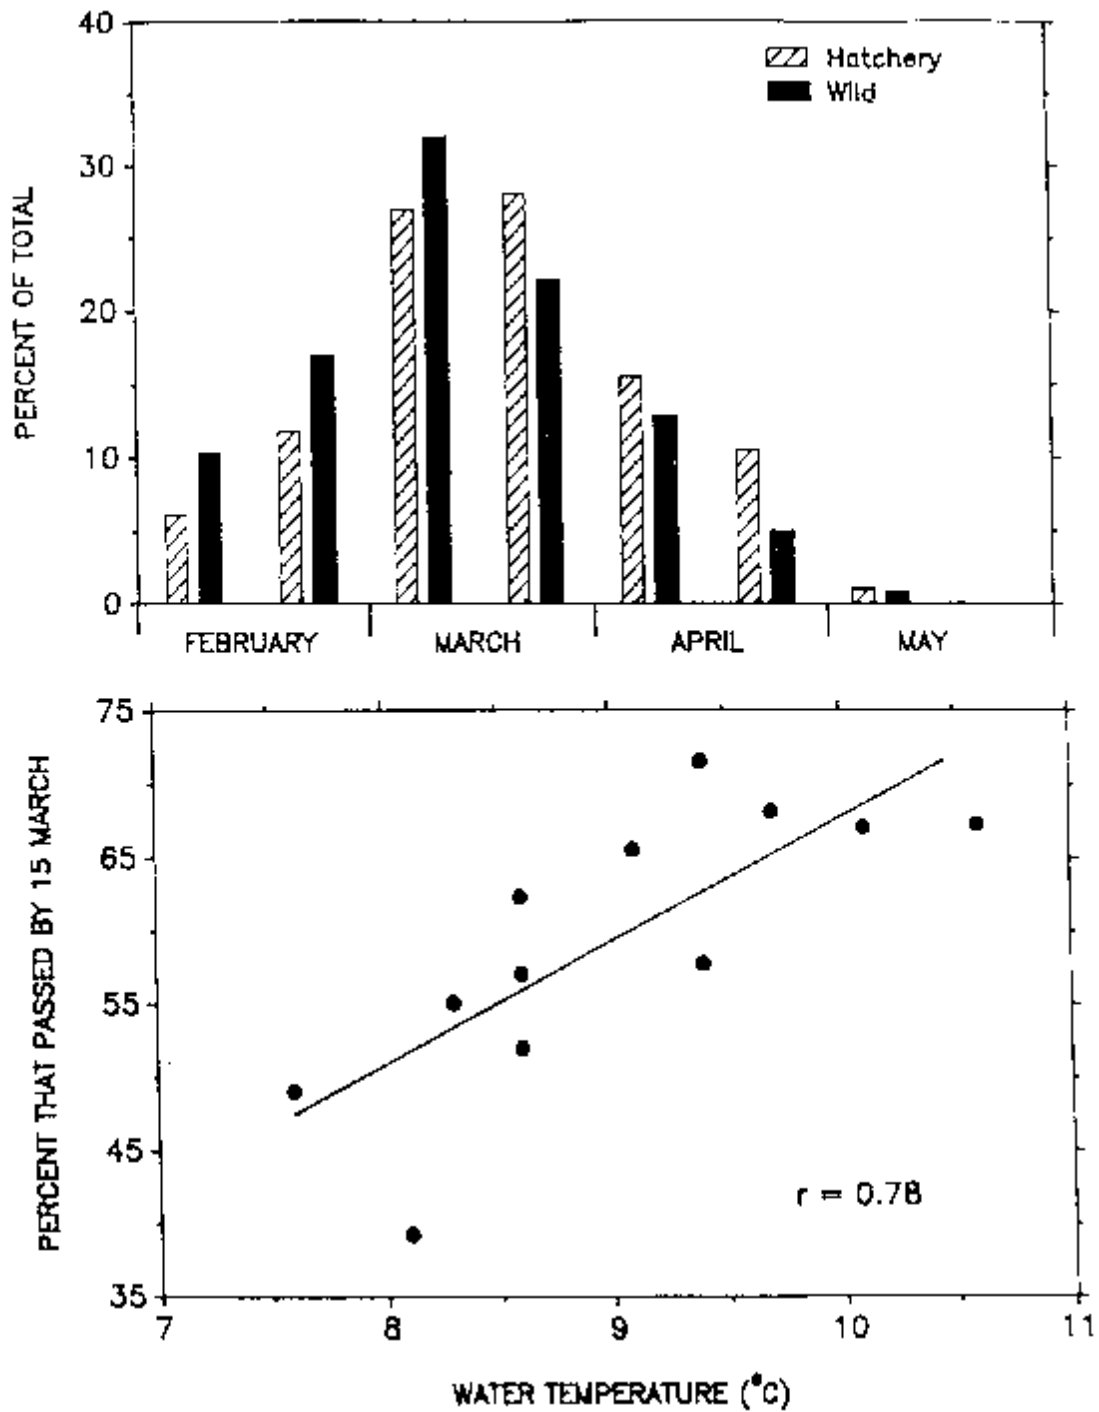 40
Hatchery
Wild
30
PERCENT OF TOTAL
20
10
0
FEBRUARY MARCH APRIL MAY
75
PERCENT THAT PASSED BY 15 MARCH
65
55
45
r = 0.78
35
7 8 9 10 11
WATER TEMPERATURE (°C)